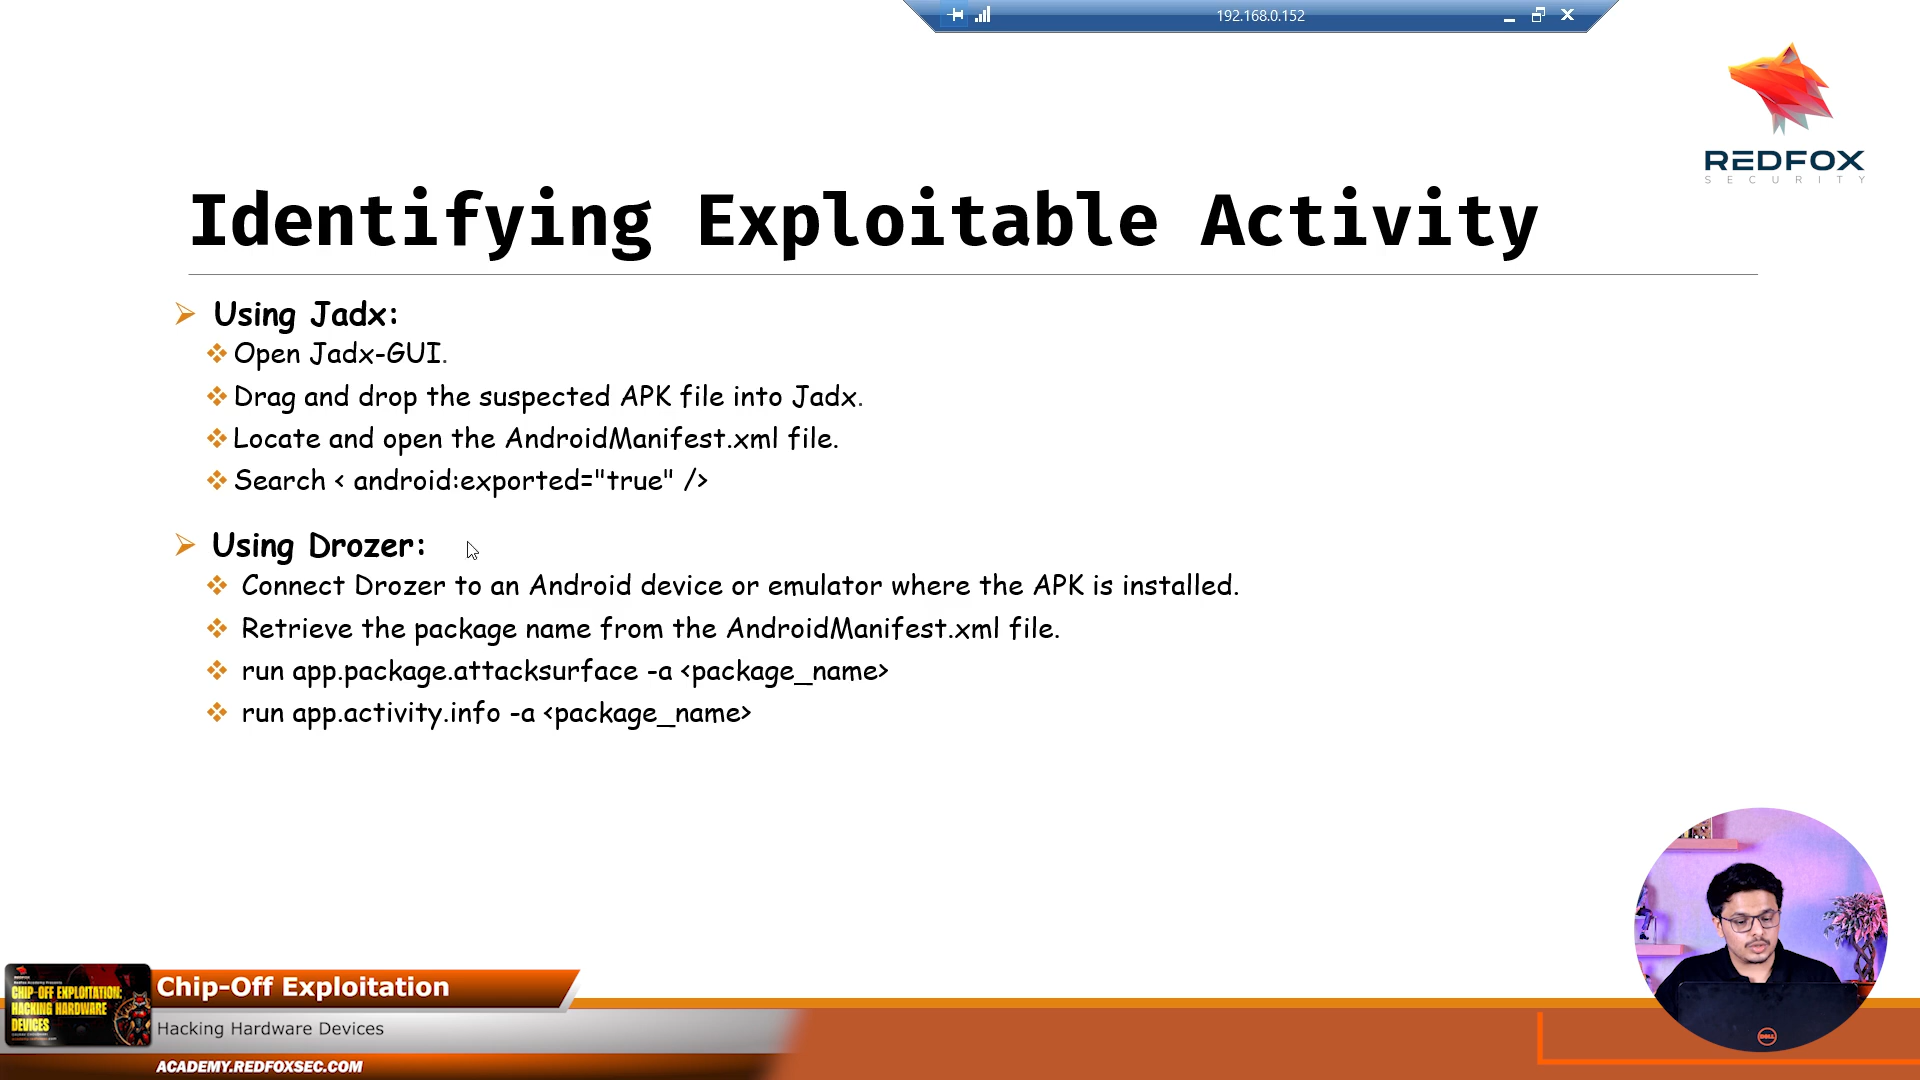 192.168.0.152
REDFOX
SECURITY
Identifying Exploitable Activity
Using Jadx:
Open Jadx-GUI.
Drag and drop the suspected APK file into Jadx.
Locate and open the AndroidManifest.xml file.
Search < android:exported="true" />
Using Drozer:
Connect Drozer to an Android device or emulator where the APK is installed.
Retrieve the package name from the AndroidManifest.xml file.
run app.package.attacksurface -a <package_name>
run app.activity.info -a <package_name>
CHIP-OFF EXPLOITATION:
HACKING HARDWARE
DEVICES
Chip-Off Exploitation
Hacking Hardware Devices
ACADEMY.REDFOXSEC.COM
DELL